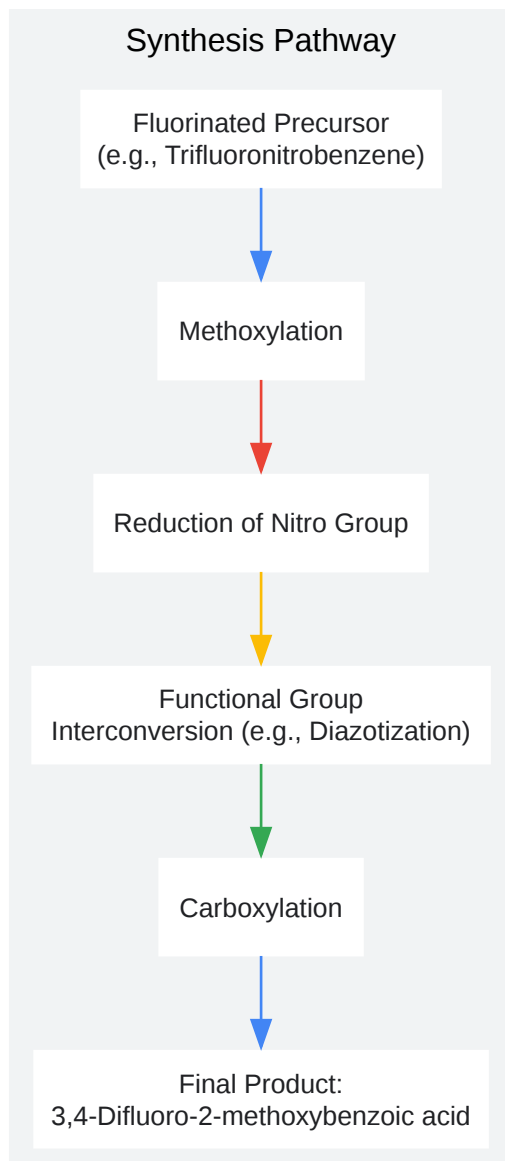 Synthesis Pathway
Fluorinated Precursor
(e.g., Trifluoronitrobenzene)
Methoxylation
Reduction of Nitro Group
Functional Group
Interconversion (e.g., Diazotization)
Carboxylation
Final Product:
3,4-Difluoro-2-methoxybenzoic acid